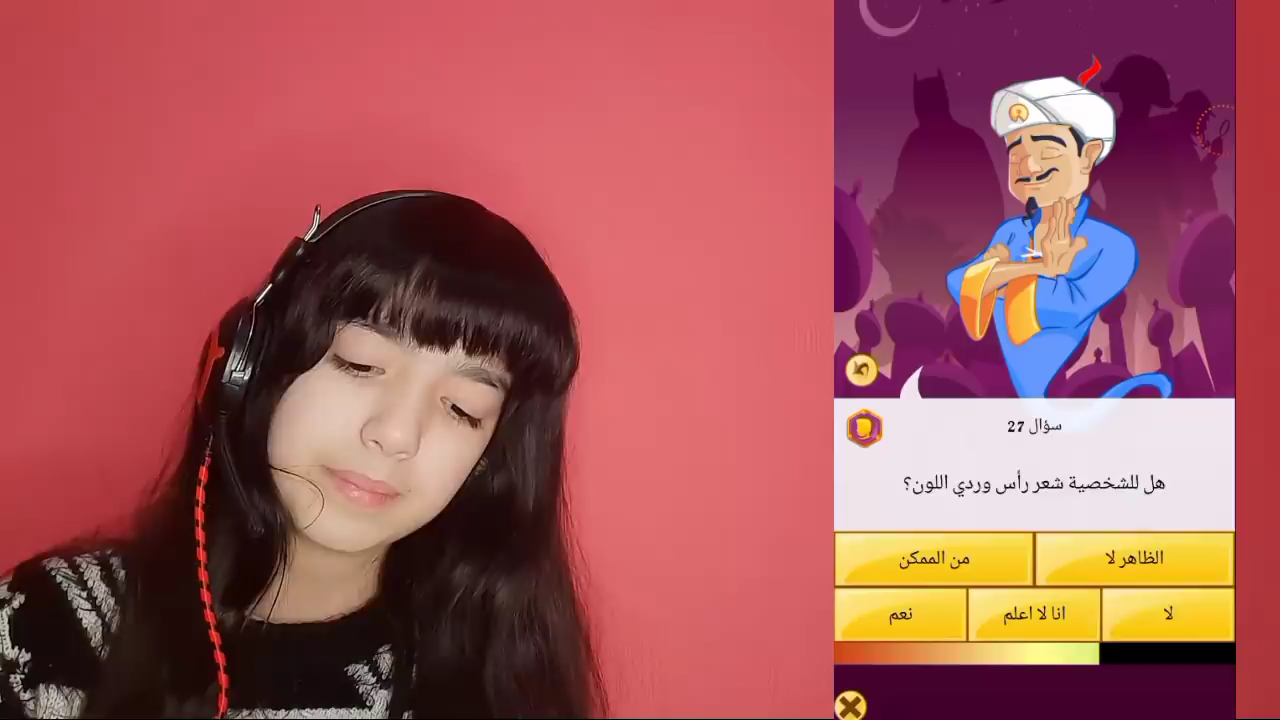 سؤال 27
هل للشخصية شعر رأس وردي اللون؟
الظاهر لا
من الممكن
لا
انا لا اعلم
نعم